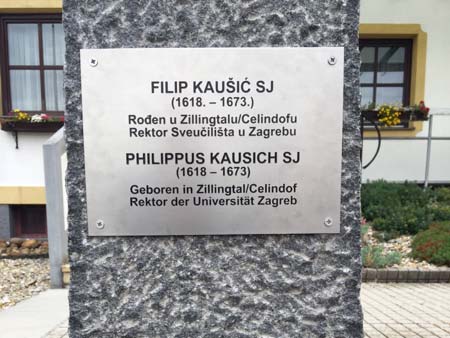 FILIP KAUŠIĆ SJ
(1618. – 1673.)
Rođen u Zillingtalu/Celindofu
Rektor Sveučilišta u Zagrebu
PHILIPPUS KAUSICH SJ
(1618 – 1673)
Geboren in Zillingtal/Celindof
Rektor der Universität Zagreb